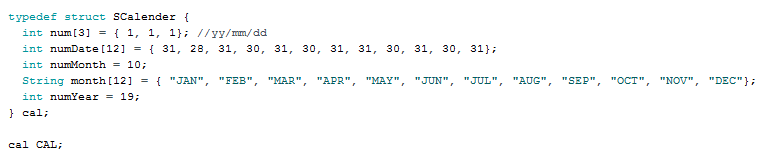 typedef struct SCalender {
  int num[3] = { 1, 1, 1}; //yy/mm/dd
  int numDate[12] = { 31, 28, 31, 30, 31, 30, 31, 31, 30, 31, 30, 31};
  int numMonth = 10;
  String month[12] = { "JAN", "FEB", "MAR", "APR", "MAY", "JUN", "JUL", "AUG", "SEP", "OCT", "NOV", "DEC"};
  int numYear = 19;
} cal;

cal CAL;